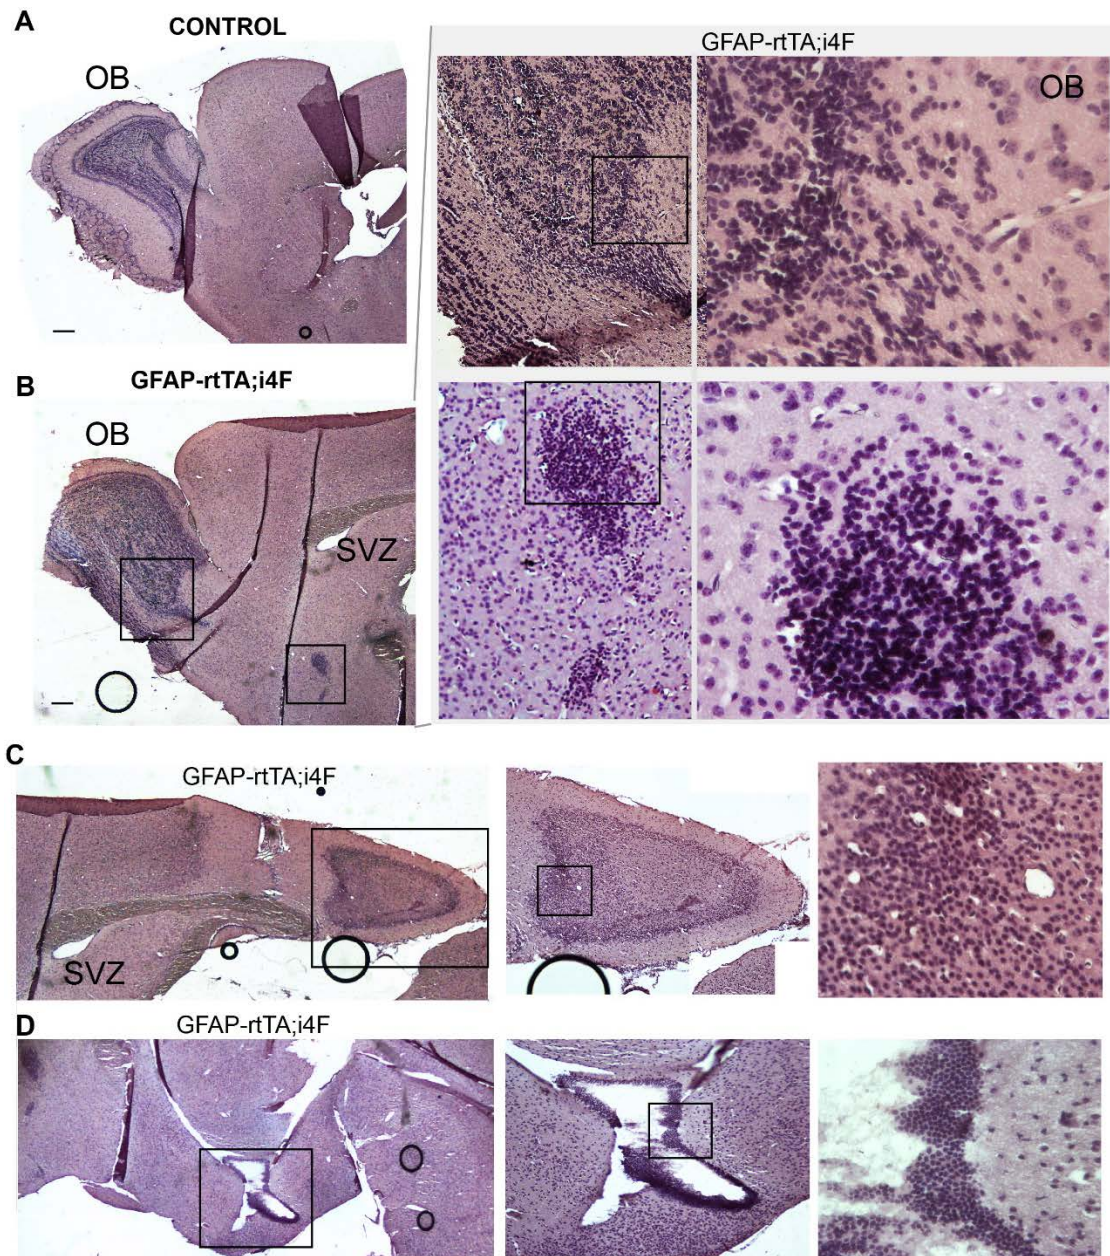 A
CONTROL
OB
GFAP-rtTA;i4F
OB
B
GFAP-rtTA;i4F
OB
SVZ
C
GFAP-rtTA;i4F
SVZ
D
GFAP-rtTA;i4F